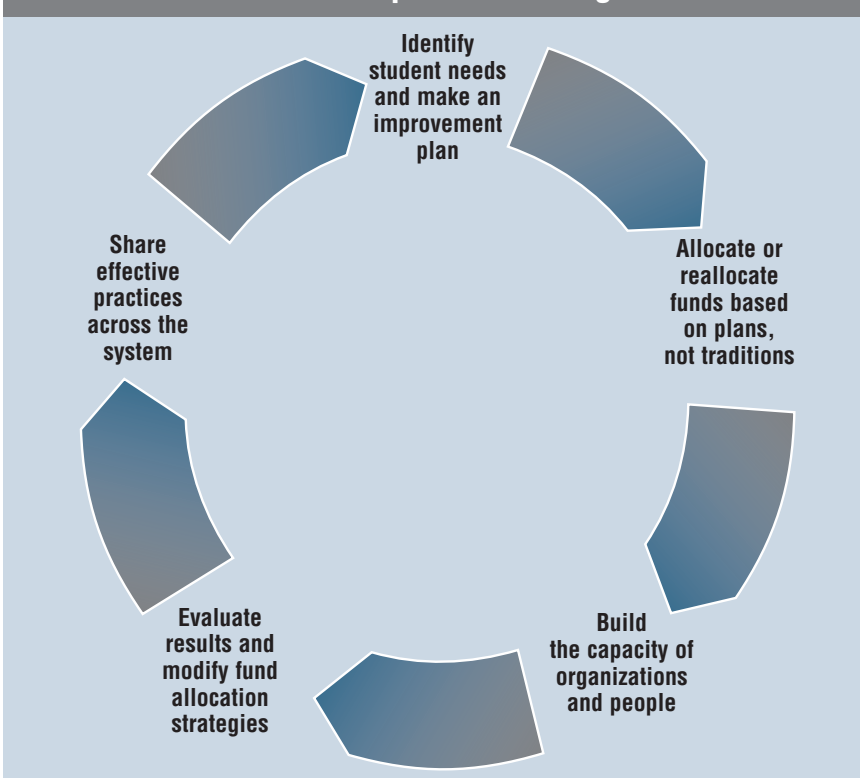 Identify
student needs
and make an
improvement
plan
Allocate or
reallocate
funds based
on plans,
not traditions
Build
the capacity of
organizations
and people
Evaluate
results and
modify fund
allocation
strategies
Share
effective
practices
across the
system